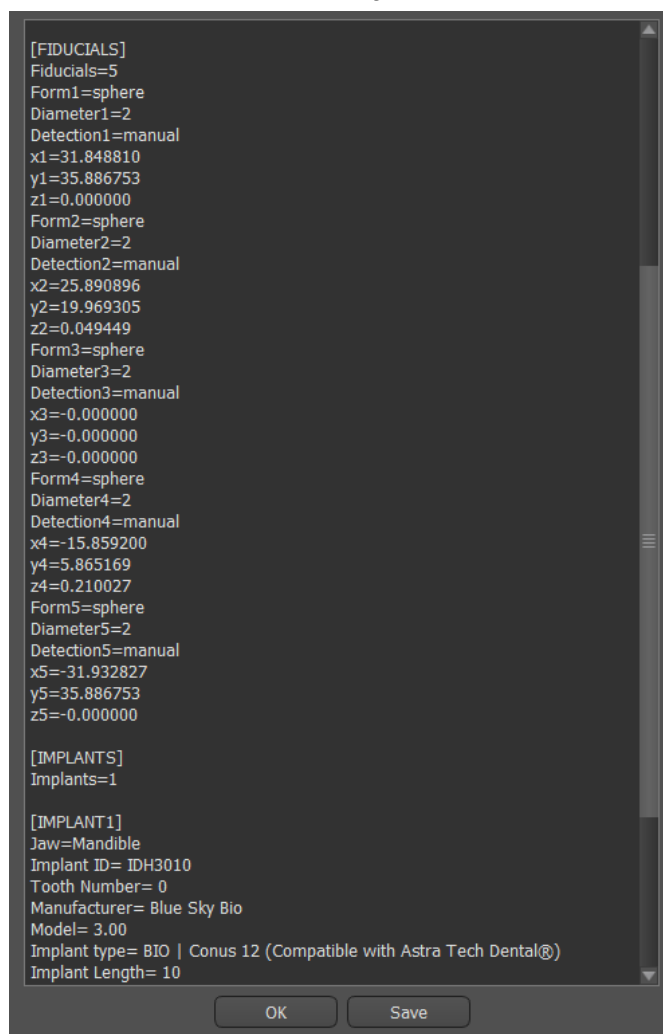 [FIDUCIALS]
Fiducials=5
Form1=sphere
Diameter1=2
Detection1=manual
x1=31.848810
y1=35.886753
z1=0.000000
Form2=sphere
Diameter2=2
Detection2=manual
x2=25.890896
y2=19.969305
z2=0.049449
Form3=sphere
Diameter3=2
Detection3=manual
x3=-0.000000
y3=-0.000000
z3=-0.000000
Form4=sphere
Diameter4=2
Detection4=manual
x4=-15.859200
y4=5.865169
z4=0.210027
Form5=sphere
Diameter5=2
Detection5=manual
x5=-31.932827
y5=35.886753
z5=-0.000000
[IMPLANTS]
Implants=1
[IMPLANT1]
Jaw=Mandible
Implant ID= IDH3010
Tooth Number= 0
Manufacturer= Blue Sky Bio
Model= 3.00
Implant type= BIO | Conus 12 (Compatible with Astra Tech Dental®)
Implant Length= 10
OK
Save